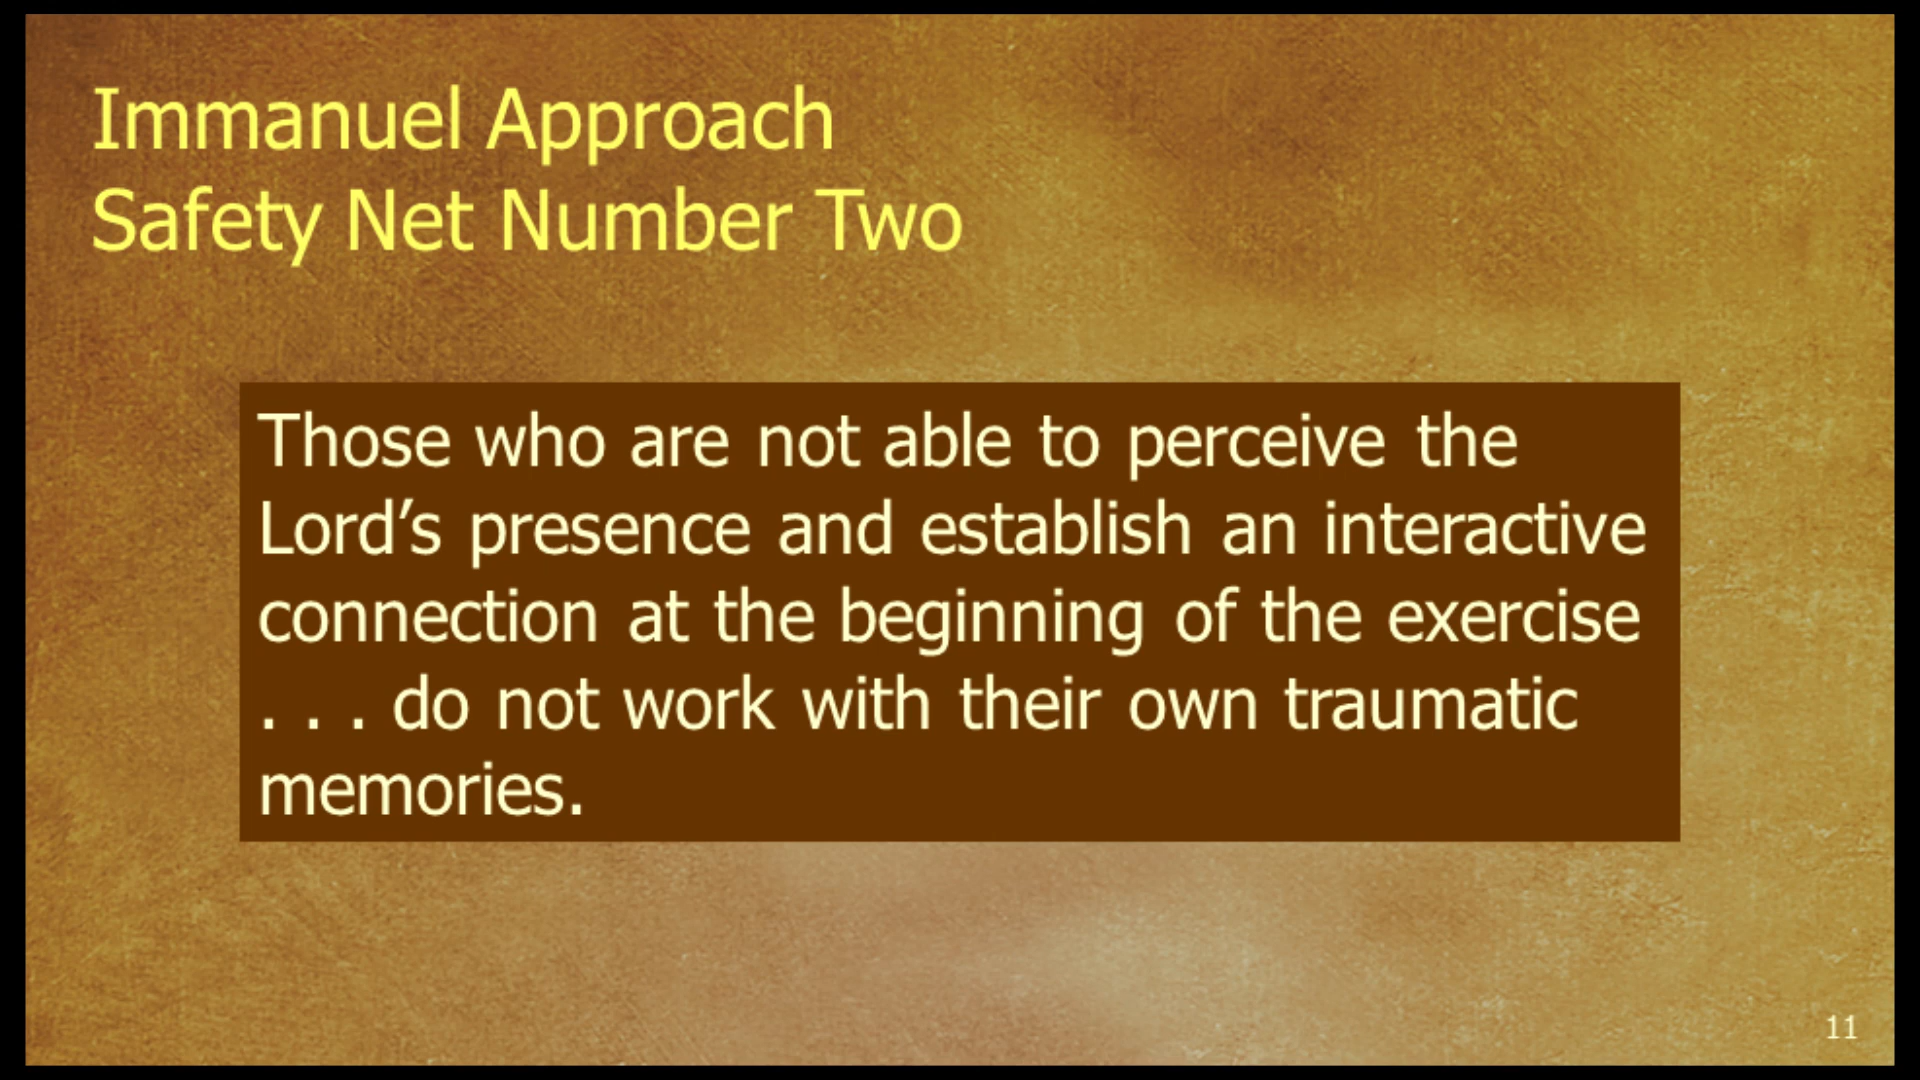 Immanuel Approach
Safety Net Number Two
Those who are not able to perceive the
Lord’s presence and establish an interactive
connection at the beginning of the exercise
. . . do not work with their own traumatic
memories.
11